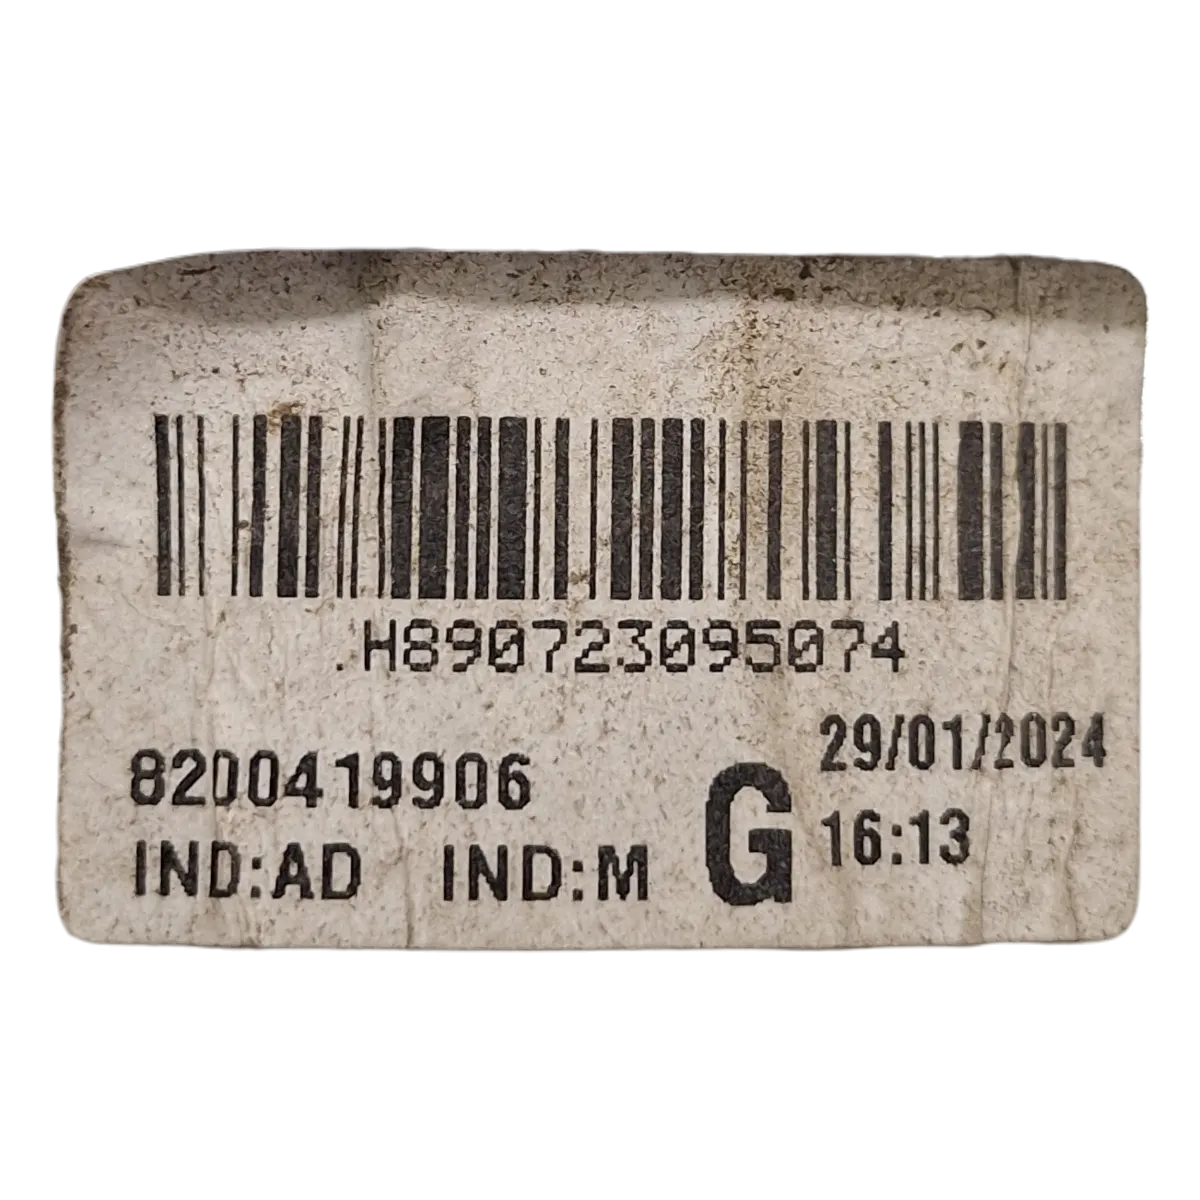 .H890723095074
8200419906
IND:AD IND:M
G
29/01/2024
16:13